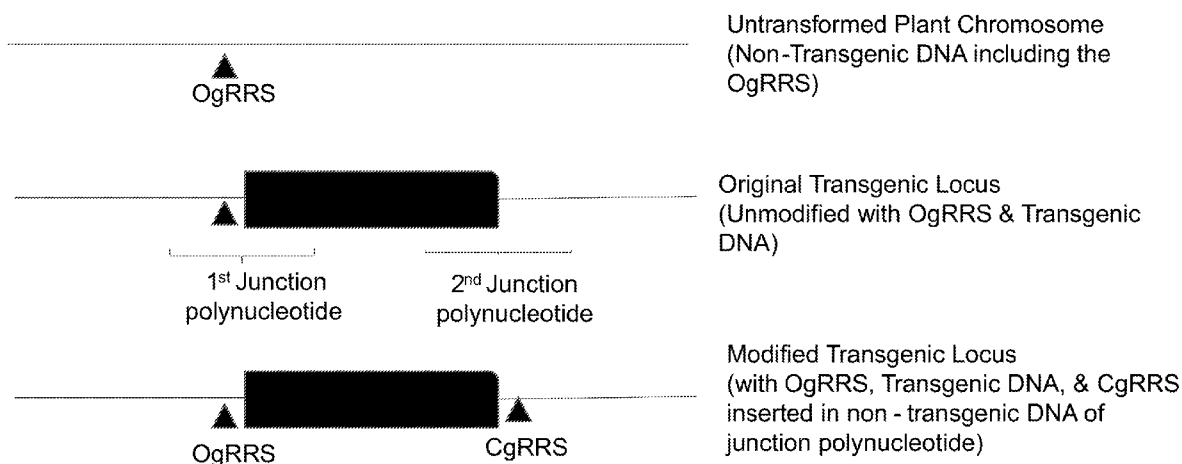 Untransformed Plant Chromosome
(Non-Transgenic DNA including the
OgRRS)
OgRRS
Original Transgenic Locus
(Unmodified with OgRRS & Transgenic
DNA)
1st Junction
polynucleotide
2nd Junction
polynucleotide
Modified Transgenic Locus
(with OgRRS, Transgenic DNA, & CgRRS
inserted in non - transgenic DNA of
junction polynucleotide)
OgRRS
CgRRS